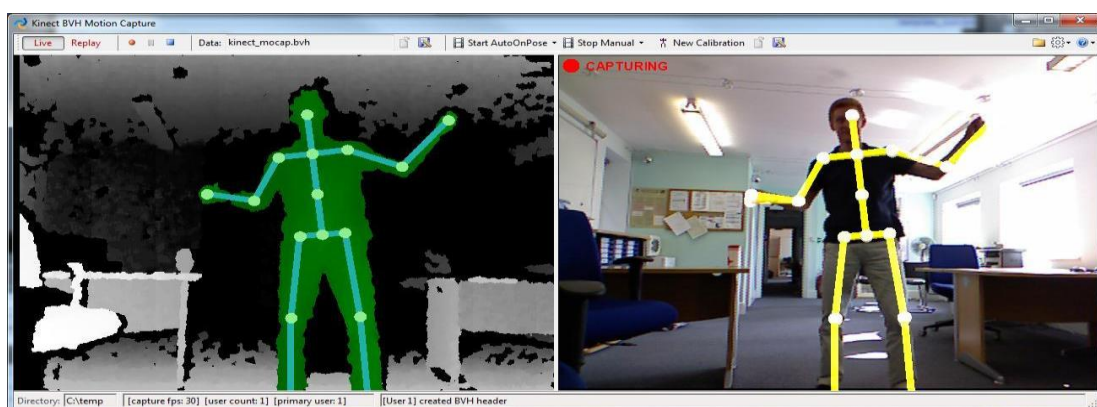 Kinect BVH Motion Capture
Live Replay Data: kinect_mocap.bvh Start AutoOnPose Stop Manual New Calibration
CAPTURING
Directory: C:\temp [capture fps: 30] [user count: 1] [primary user: 1] [User 1] created BVH header